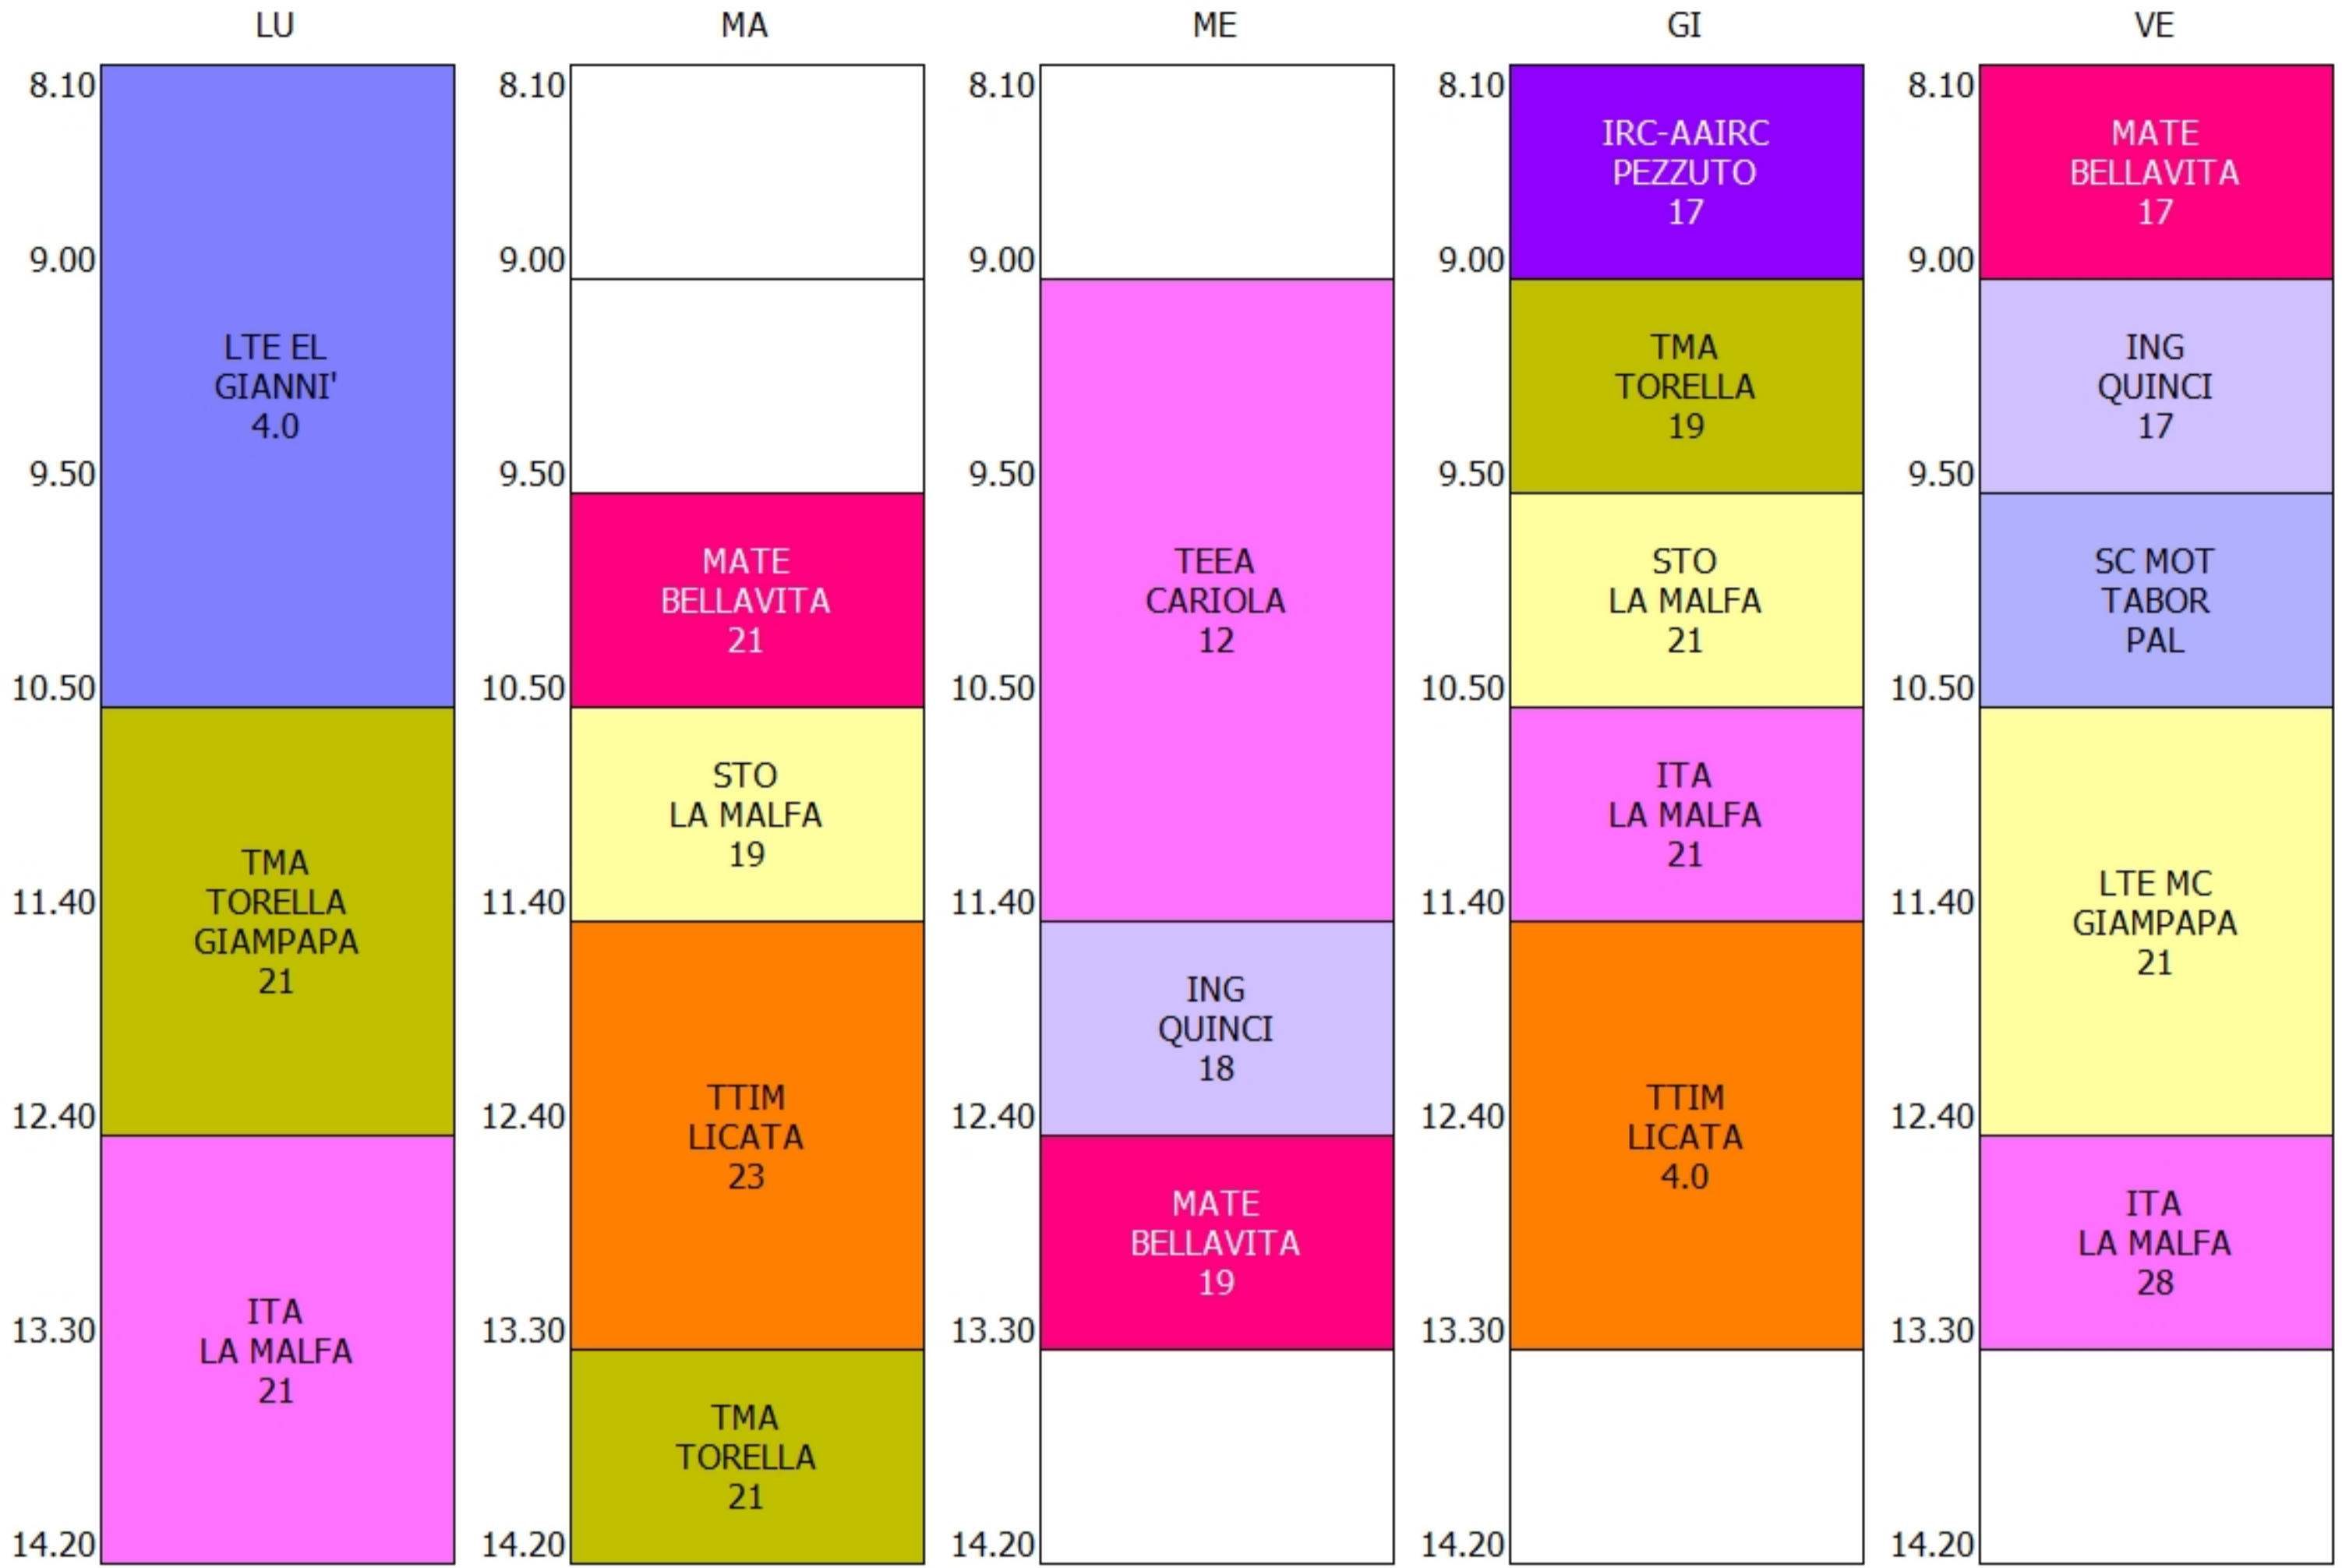 LU
MA
ME
GI
VE
8.10
9.00
9.50
10.50
11.40
12.40
13.30
14.20
LTE EL
GIANNI'
4.0
TMA
TORELLA
GIAMPAPA
21
ITA
LA MALFA
21
8.10
9.00
9.50
10.50
11.40
12.40
13.30
14.20
MATE
BELLAVITA
21
STO
LA MALFA
19
TTIM
LICATA
23
TMA
TORELLA
21
8.10
9.00
9.50
10.50
11.40
12.40
13.30
14.20
TEEA
CARIOLA
12
ING
QUINCI
18
MATE
BELLAVITA
19
8.10
9.00
9.50
10.50
11.40
12.40
13.30
14.20
IRC-AAIRC
PEZZUTO
17
TMA
TORELLA
19
STO
LA MALFA
21
ITA
LA MALFA
21
TTIM
LICATA
4.0
8.10
9.00
9.50
10.50
11.40
12.40
13.30
14.20
MATE
BELLAVITA
17
ING
QUINCI
17
SC MOT
TABOR
PAL
LTE MC
GIAMPAPA
21
ITA
LA MALFA
28